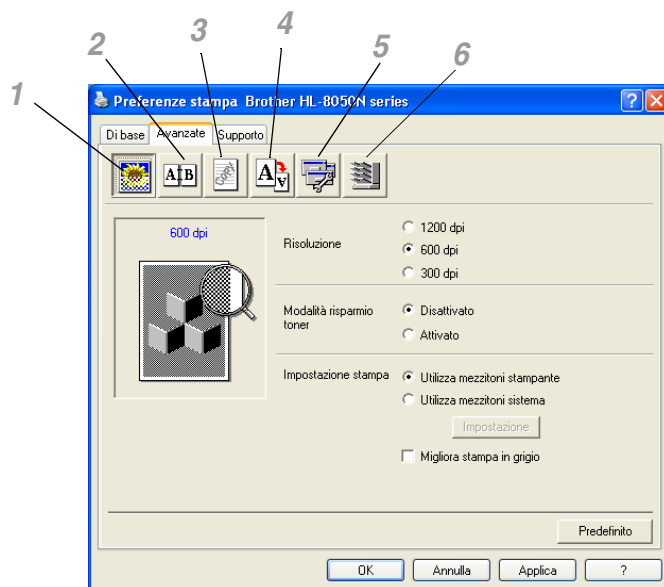 1 2 3 4 5 6
Preferenze stampa Brother HL-8050N series
?
Di base Avanzate Supporto
A B A A
600 dpi
Risoluzione
1200 dpi
600 dpi
300 dpi
Modalità risparmio
toner
Disattivato
Attivato
Impostazione stampa
Utilizza mezzitoni stampante
Utilizza mezzitoni sistema
Impostazione
Migliora stampa in grigio
Predefinito
OK Annulla Applica ?